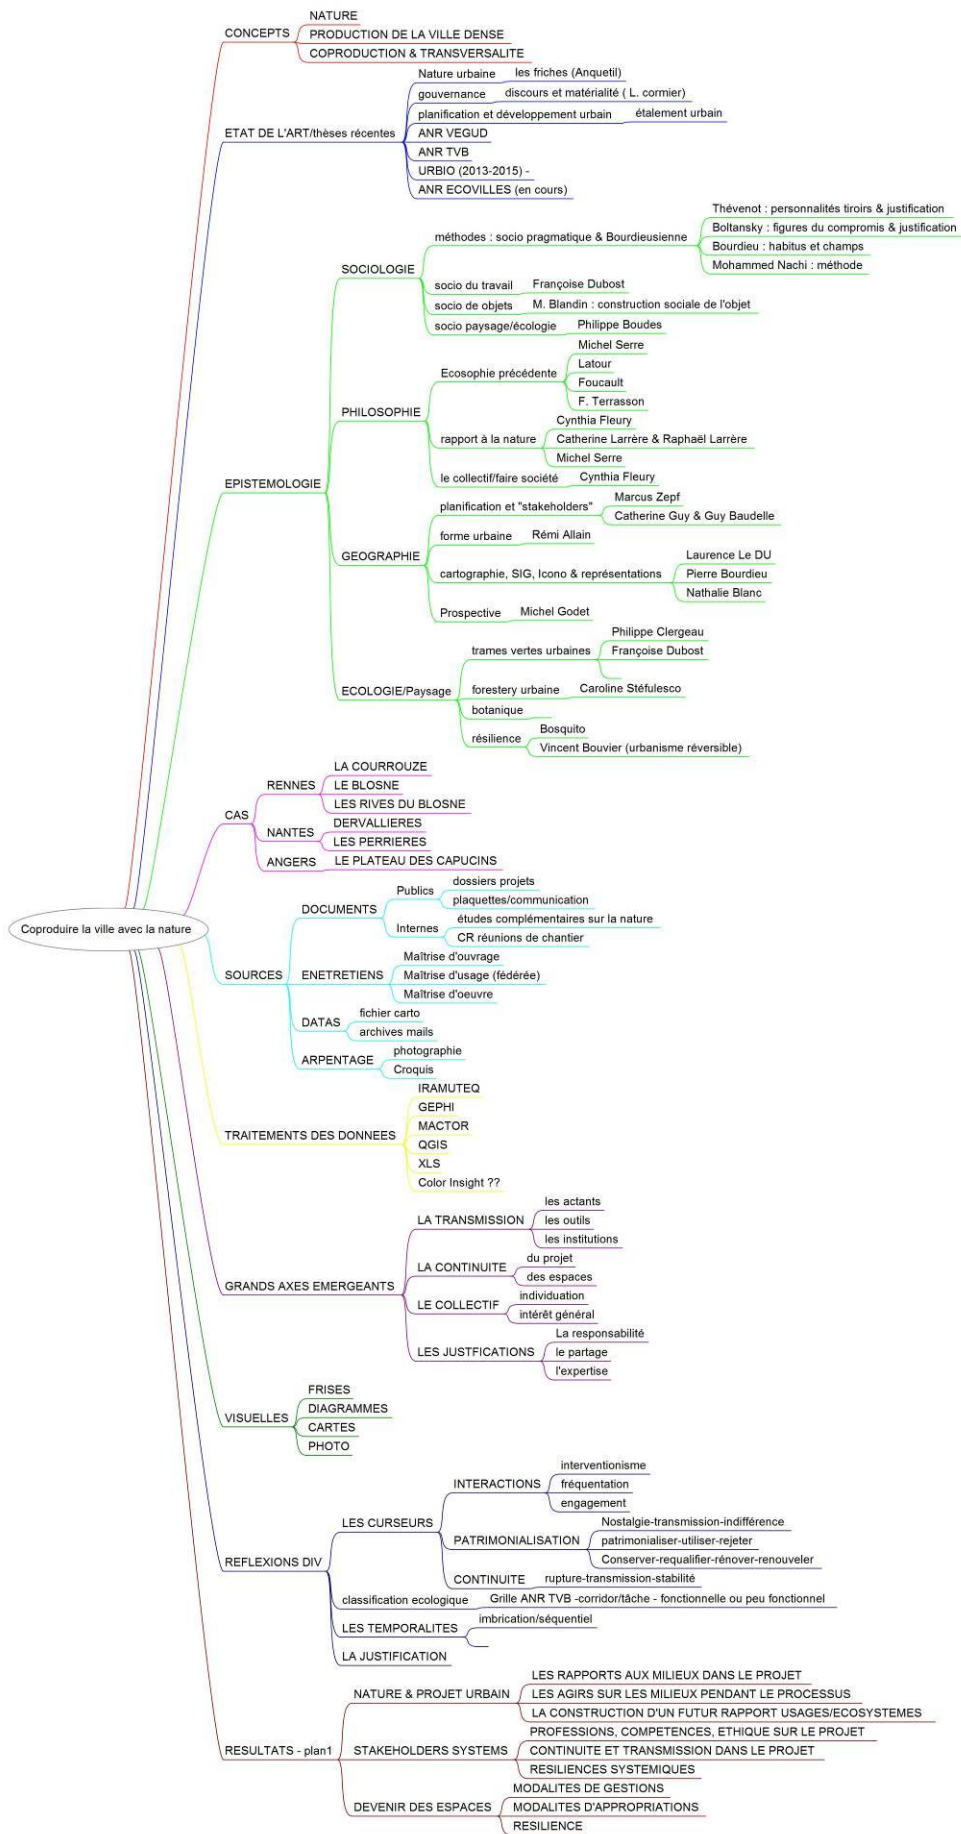 CONCEPTS
NATURE
PRODUCTION DE LA VILLE DENSE
COPRODUCTION & TRANSVERSALITE
ETAT DE L'ART/thèses récentes
Nature urbaine
les friches (Anquetil)
gouvernance
discours et matérialité ( L. cormier)
planification et développement urbain
étalement urbain
ANR VEGUD
ANR TVB
URBIO (2013-2015) -
ANR ECOVILLES (en cours)
EPISTEMOLOGIE
SOCIOLOGIE
méthodes : socio pragmatique & Bourdieusienne
Thévenot : personnalités tiroirs & justification
Boltansky : figures du compromis & justification
Bourdieu : habitus et champs
Mohammed Nachi : méthode
socio du travail
Françoise Dubost
socio de objets
M. Blandin : construction sociale de l'objet
socio paysage/écologie
Philippe Boudes
PHILOSOPHIE
Ecosophie précédente
Michel Serre
Latour
Foucault
F. Terrasson
rapport à la nature
Cynthia Fleury
Catherine Larrère & Raphaël Larrère
Michel Serre
le collectif/faire société
Cynthia Fleury
GEOGRAPHIE
planification et "stakeholders"
Marcus Zepf
Catherine Guy & Guy Baudelle
forme urbaine
Rémi Allain
cartographie, SIG, Icono & représentations
Laurence Le DU
Pierre Bourdieu
Nathalie Blanc
Prospective
Michel Godet
ECOLOGIE/Paysage
trames vertes urbaines
Philippe Clergeau
Françoise Dubost
forestery urbaine
Caroline Stéfulesco
botanique
résilience
Bosquito
Vincent Bouvier (urbanisme réversible)
CAS
RENNES
LA COURROUZE
LE BLOSNE
LES RIVES DU BLOSNE
NANTES
DERVALLIERES
LES PERRIERES
ANGERS
LE PLATEAU DES CAPUCINS
Coproduire la ville avec la nature
SOURCES
DOCUMENTS
Publics
dossiers projets
plaquettes/communication
Internes
études complémentaires sur la nature
CR réunions de chantier
ENETRETIENS
Maîtrise d'ouvrage
Maîtrise d'usage (fédérée)
Maîtrise d'oeuvre
DATAS
fichier carto
archives mails
ARPENTAGE
photographie
Croquis
TRAITEMENTS DES DONNEES
IRAMUTEQ
GEPHI
MACTOR
QGIS
XLS
Color Insight ??
GRANDS AXES EMERGEANTS
LA TRANSMISSION
les actants
les outils
les institutions
LA CONTINUITE
du projet
des espaces
LE COLLECTIF
individuation
intérêt général
LES JUSTFICATIONS
La responsabilité
le partage
l'expertise
VISUELLES
FRISES
DIAGRAMMES
CARTES
PHOTO
REFLEXIONS DIV
LES CURSEURS
INTERACTIONS
interventionisme
fréquentation
engagement
PATRIMONIALISATION
Nostalgie-transmission-indifférence
patrimonialiser-utiliser-rejeter
Conserver-requalifier-rénover-renouveler
CONTINUITE
rupture-transmission-stabilité
classification ecologique
Grille ANR TVB -corridor/tâche - fonctionnelle ou peu fonctionnel
LES TEMPORALITES
imbrication/séquentiel
LA JUSTIFICATION
RESULTATS - plan1
NATURE & PROJET URBAIN
LES RAPPORTS AUX MILIEUX DANS LE PROJET
LES AGIRS SUR LES MILIEUX PENDANT LE PROCESSUS
LA CONSTRUCTION D'UN FUTUR RAPPORT USAGES/ECOSYSTEMES
STAKEHOLDERS SYSTEMS
PROFESSIONS, COMPETENCES, ETHIQUE SUR LE PROJET
CONTINUITE ET TRANSMISSION DANS LE PROJET
RESILIENCES SYSTEMIQUES
DEVENIR DES ESPACES
MODALITES DE GESTIONS
MODALITES D'APPROPRIATIONS
RESILIENCE